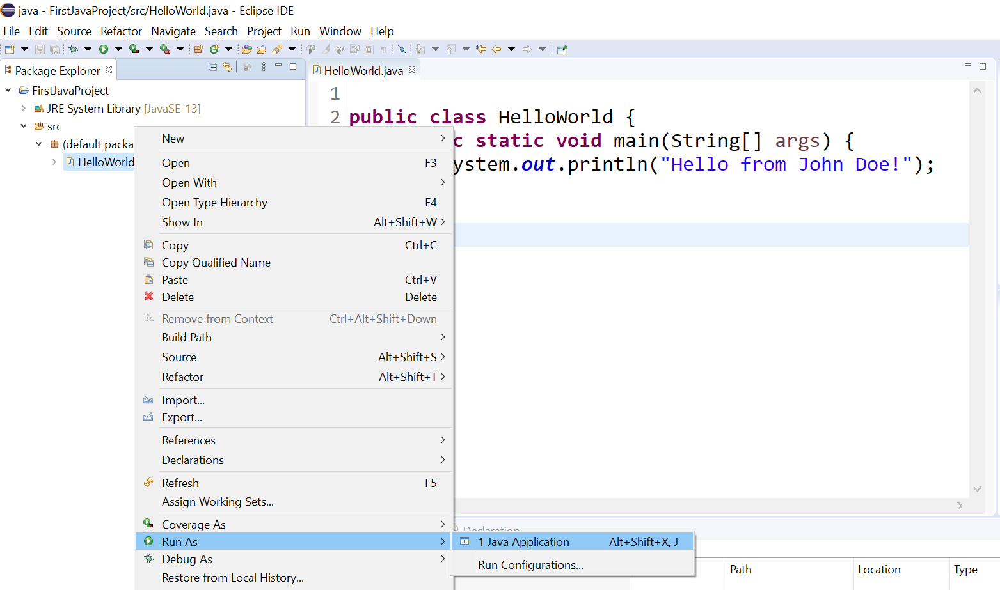 java - FirstJavaProject/src/HelloWorld.java - Eclipse IDE
File Edit Source Refactor Navigate Search Project Run Window Help
Package Explorer
FirstJavaProject
JRE System Library [JavaSE-13]
src
(default packa
HelloWorld
HelloWorld.java
1
2 public class HelloWorld {
c static void main(String[] args) {
ystem.out.println("Hello from John Doe!");
New
Open F3
Open With
Open Type Hierarchy F4
Show In Alt+Shift+W
Copy Ctrl+C
Copy Qualified Name
Paste Ctrl+V
Delete Delete
Remove from Context Ctrl+Alt+Shift+Down
Build Path
Source Alt+Shift+S
Refactor Alt+Shift+T
Import...
Export...
References
Declarations
Refresh F5
Assign Working Sets...
Coverage As
Run As
Debug As
Restore from Local History...
Declaration
1 Java Application Alt+Shift+X, J
Run Configurations...
Path Location Type